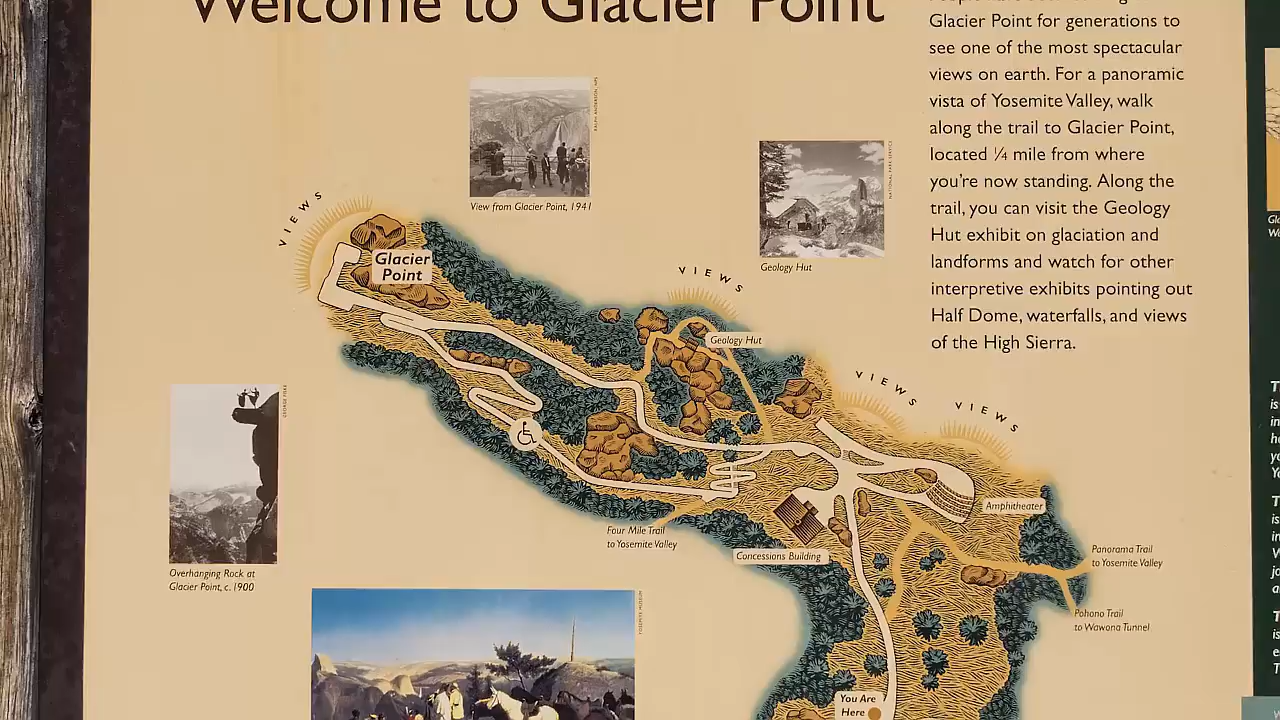 Welcome to Glacier Point
Glacier Point for generations to
see one of the most spectacular
views on earth. For a panoramic
vista of Yosemite Valley, walk
along the trail to Glacier Point,
located ¼ mile from where
you're now standing. Along the
trail, you can visit the Geology
Hut exhibit on glaciation and
landforms and watch for other
interpretive exhibits pointing out
Half Dome, waterfalls, and views
of the High Sierra.
View from Glacier Point, 1941
NATIONAL PARK SERVICE
Geology Hut
VIEWS
Glacier
Point
VIEWS
Geology Hut
VIEWS
VIEWS
Overhanging Rock at
Glacier Point, c. 1900
Four Mile Trail
to Yosemite Valley
Concessions Building
Amphitheater
Panorama Trail
to Yosemite Valley
Pohono Trail
to Wawona Tunnel
YOSEMITE MUSEUM
You Are
Here